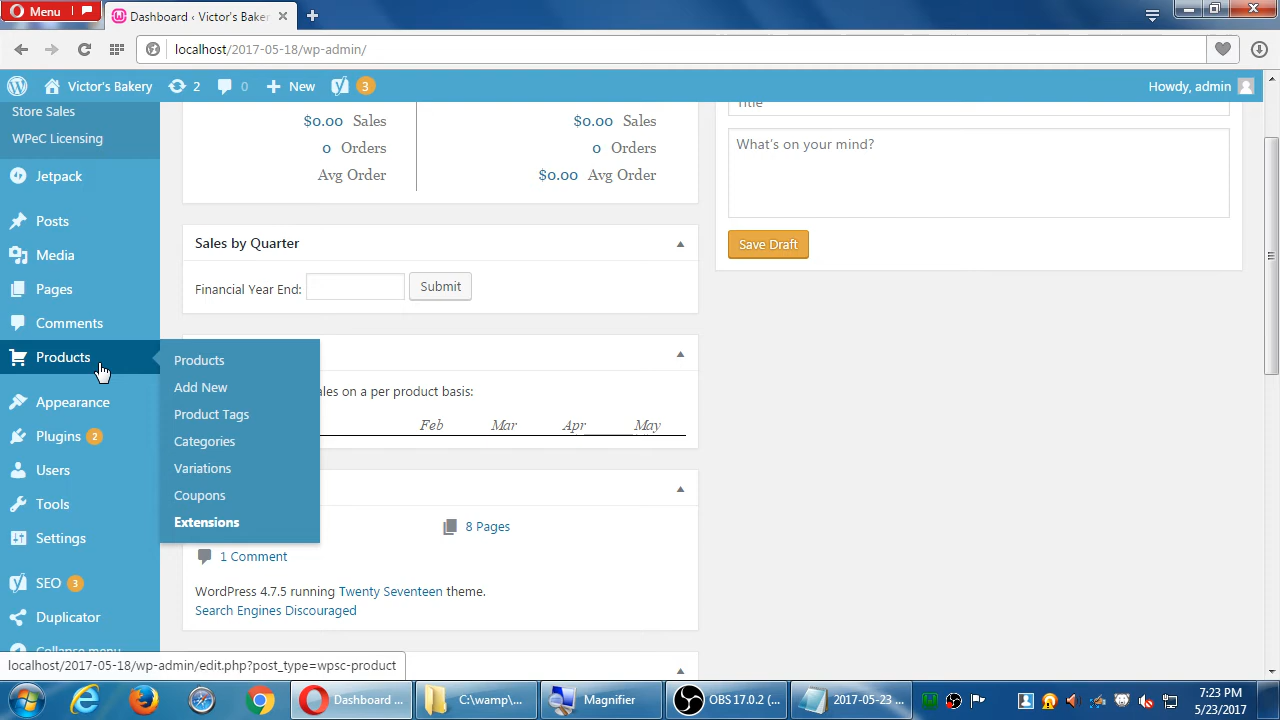 Menu
Dashboard ‹ Victor's Baker
localhost/2017-05-18/wp-admin/
Victor's Bakery
2
0
New
3
Howdy, admin
Store Sales
WPeC Licensing
Jetpack
Posts
Media
Pages
Comments
Products
Appearance
Plugins 2
Users
Tools
Settings
SEO 3
Duplicator
Collapse menu
Products
Add New
Product Tags
Categories
Variations
Coupons
Extensions
$0.00 Sales
0 Orders
Avg Order
$0.00 Sales
0 Orders
$0.00 Avg Order
Sales by Quarter
Financial Year End:
Submit
ales on a per product basis:
Feb Mar Apr May
8 Pages
1 Comment
WordPress 4.7.5 running Twenty Seventeen theme.
Search Engines Discouraged
Title
What's on your mind?
Save Draft
localhost/2017-05-18/wp-admin/edit.php?post_type=wpsc-product
Dashboard ...
C:\wamp\...
Magnifier
OBS 17.0.2 (...
2017-05-23 ...
7:23 PM
5/23/2017